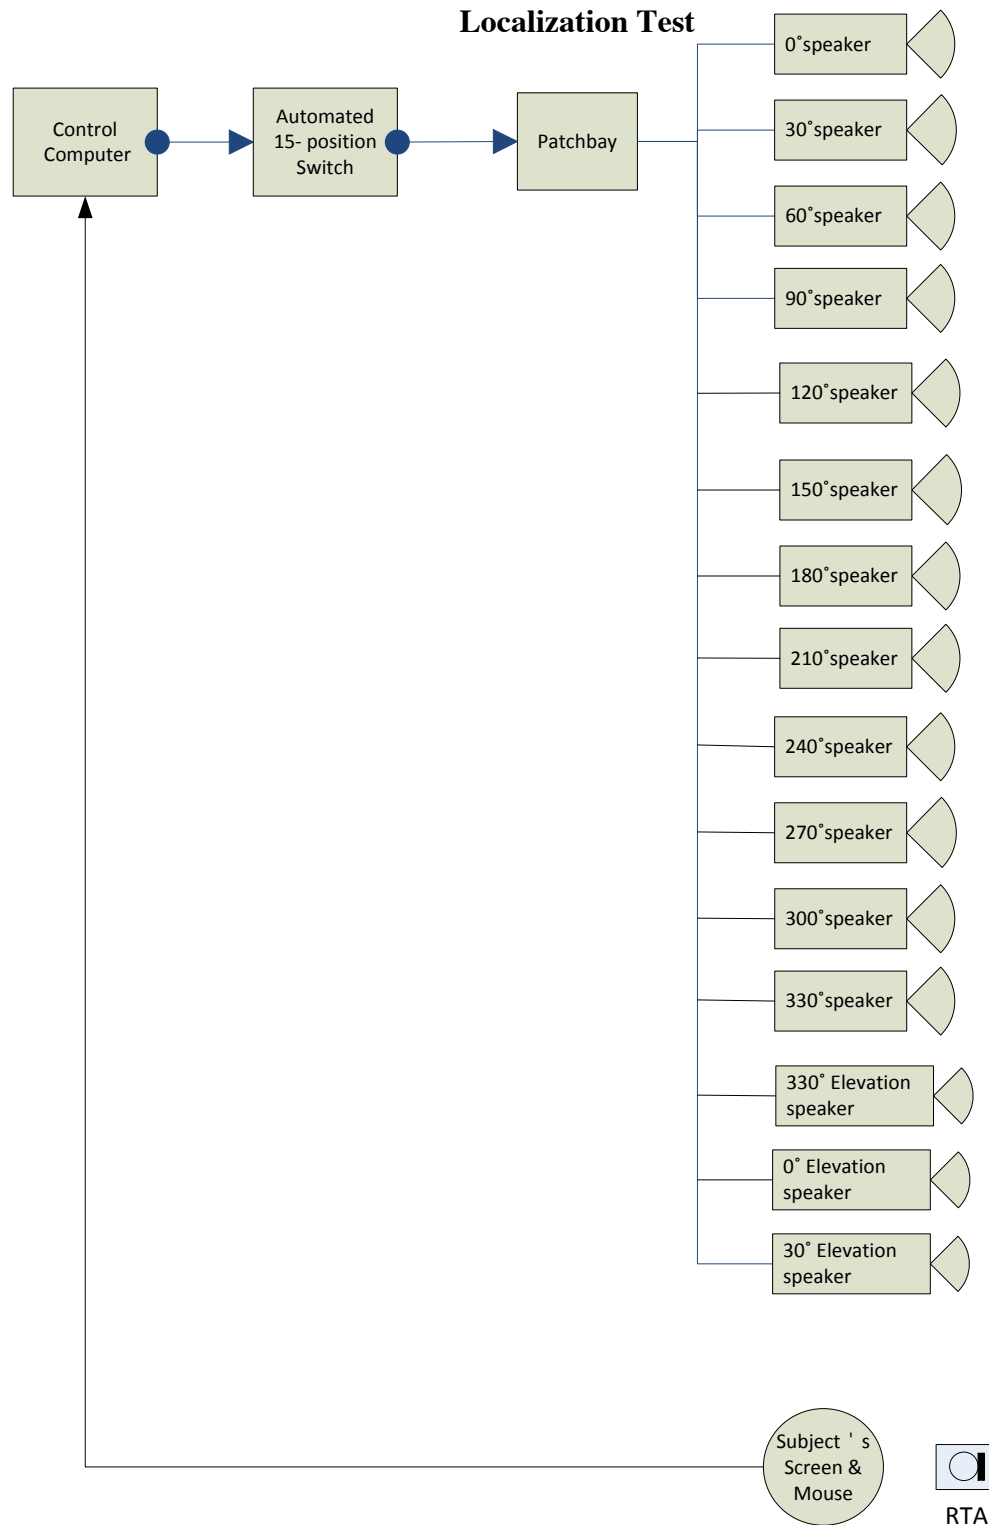 Localization Test
Control
Computer
Automated
15- position
Switch
Patchbay
0˚speaker
30˚speaker
60˚speaker
90˚speaker
120˚speaker
150˚speaker
180˚speaker
210˚speaker
240˚speaker
270˚speaker
300˚speaker
330˚speaker
330˚ Elevation
speaker
0˚ Elevation
speaker
30˚ Elevation
speaker
Subject ' s
Screen &
Mouse
RTA